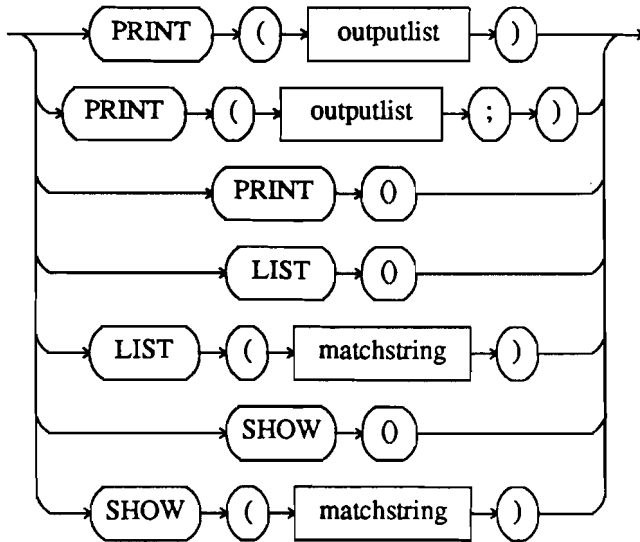 PRINT ( outputlist )
PRINT ( outputlist ; )
PRINT ()
LIST ()
LIST ( matchstring )
SHOW ()
SHOW ( matchstring )